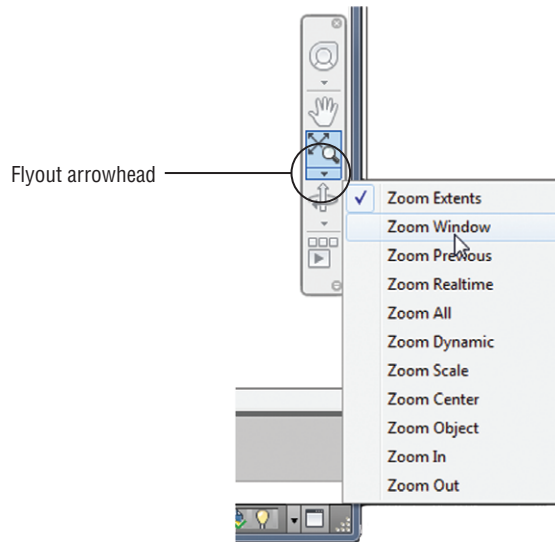 Flyout arrowhead
Zoom Extents
Zoom Window
Zoom Previous
Zoom Realtime
Zoom All
Zoom Dynamic
Zoom Scale
Zoom Center
Zoom Object
Zoom In
Zoom Out